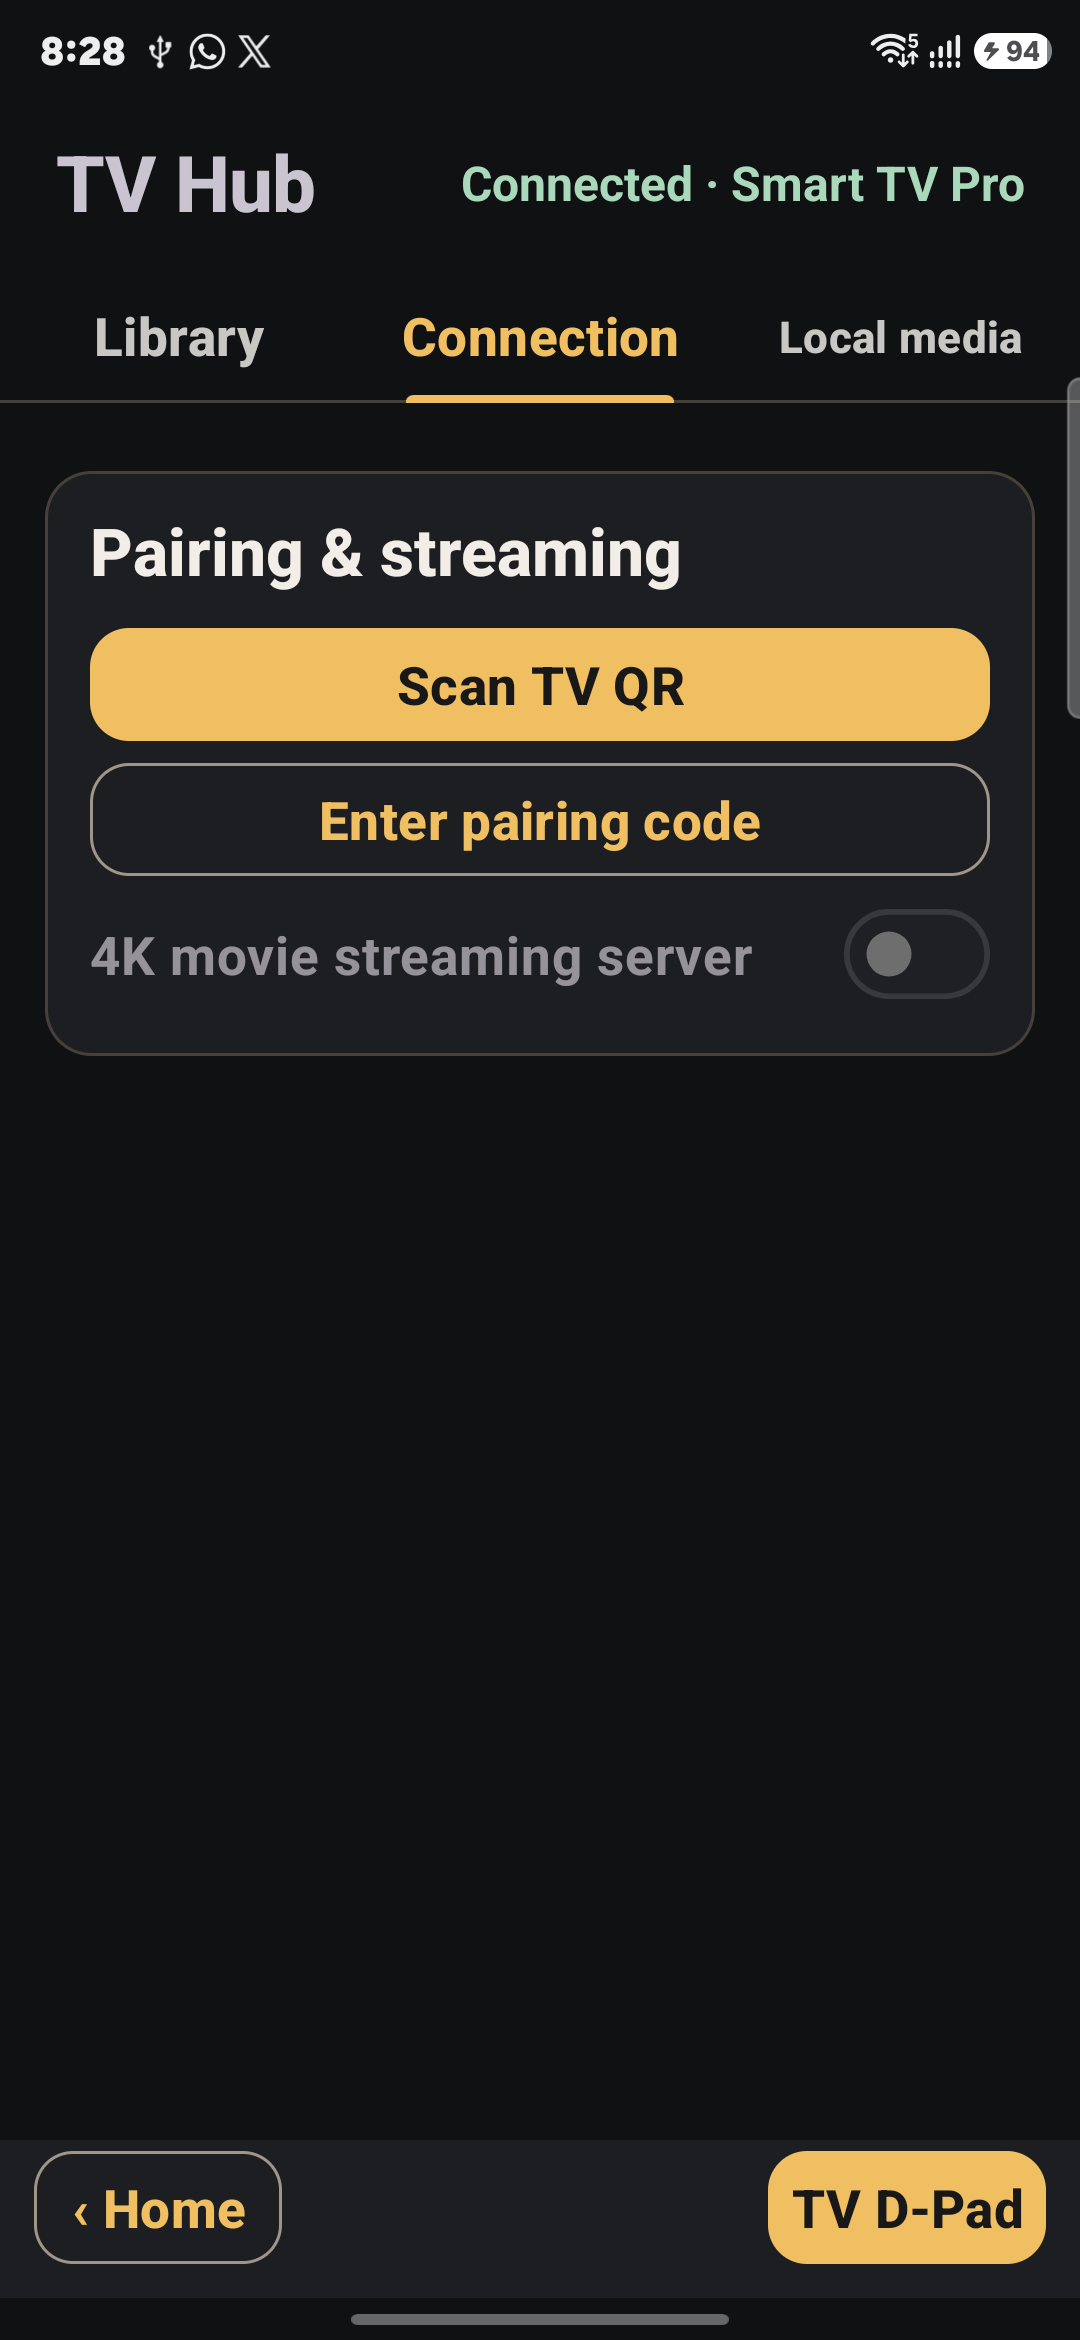 8:28
5
94
TV Hub
Connected · Smart TV Pro
Library
Connection
Local media
Pairing & streaming
Scan TV QR
Enter pairing code
4K movie streaming server
‹ Home
TV D-Pad